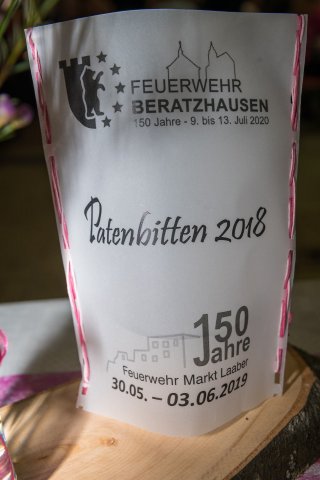 FEUERWEHR
BERATZHAUSEN
150 Jahre - 9. bis 13. Juli 2020
Patenbitten 2018
150
Jahre
Feuerwehr Markt Laaber
30.05. – 03.06.2019